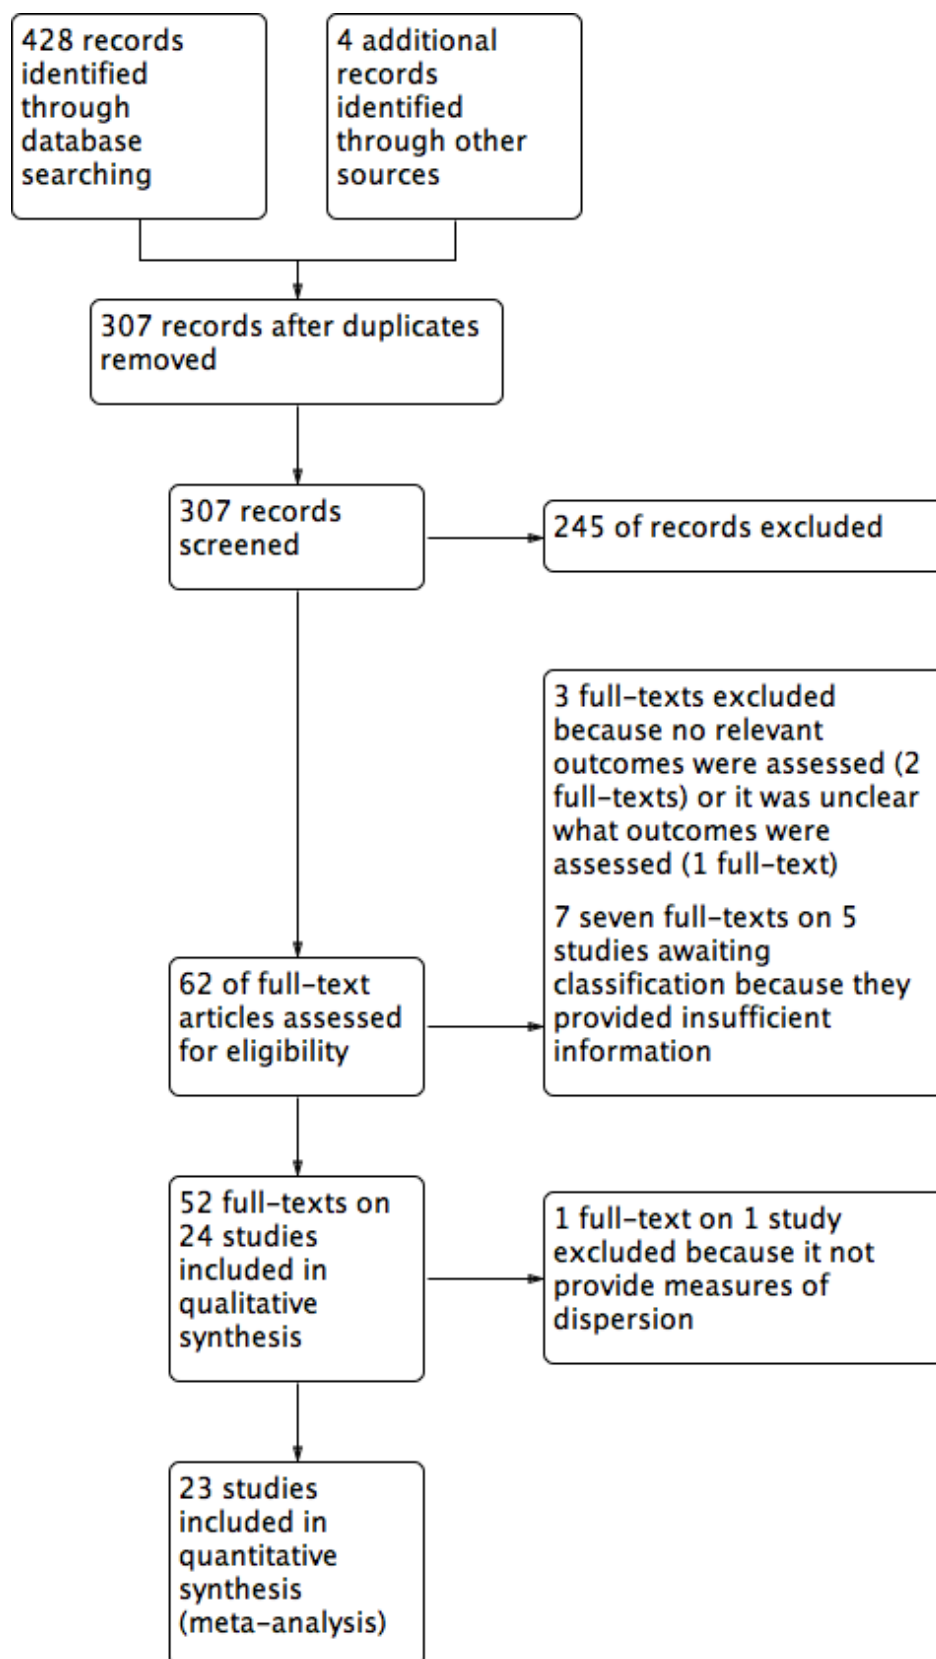 428 records
identified
through
database
searching
4 additional
records
identified
through other
sources
307 records after duplicates
removed
307 records
screened
245 of records excluded
3 full-texts excluded
because no relevant
outcomes were assessed (2
full-texts) or it was unclear
what outcomes were
assessed (1 full-text)
7 seven full-texts on 5
studies awaiting
classification because they
provided insufficient
information
62 of full-text
articles assessed
for eligibility
52 full-texts on
24 studies
included in
qualitative
synthesis
1 full-text on 1 study
excluded because it not
provide measures of
dispersion
23 studies
included in
quantitative
synthesis
(meta-analysis)